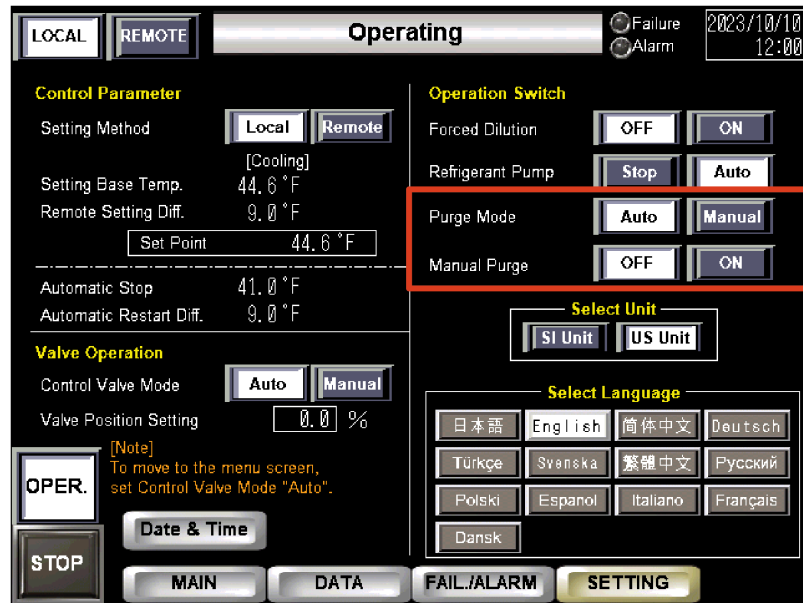 LOCAL REMOTE Operating Failure 2023/10/10
Alarm 12:00
Control Parameter
Setting Method Local Remote
[Cooling]
Setting Base Temp. 44.6°F
Remote Setting Diff. 9.0°F
Set Point 44.6°F
Automatic Stop 41.0°F
Automatic Restart Diff. 9.0°F
Valve Operation
Control Valve Mode Auto Manual
Valve Position Setting 0.0 %
[Note]
To move to the menu screen,
set Control Valve Mode "Auto".
OPER.
STOP
Date & Time
Operation Switch
Forced Dilution OFF ON
Refrigerant Pump Stop Auto
Purge Mode Auto Manual
Manual Purge OFF ON
Select Unit
SI Unit US Unit
Select Language
日本語 English 简体中文 Deutsch
Türkçe Svenska 繁體中文 Русский
Polski Espanol Italiano Français
Dansk
MAIN DATA FAIL./ALARM SETTING